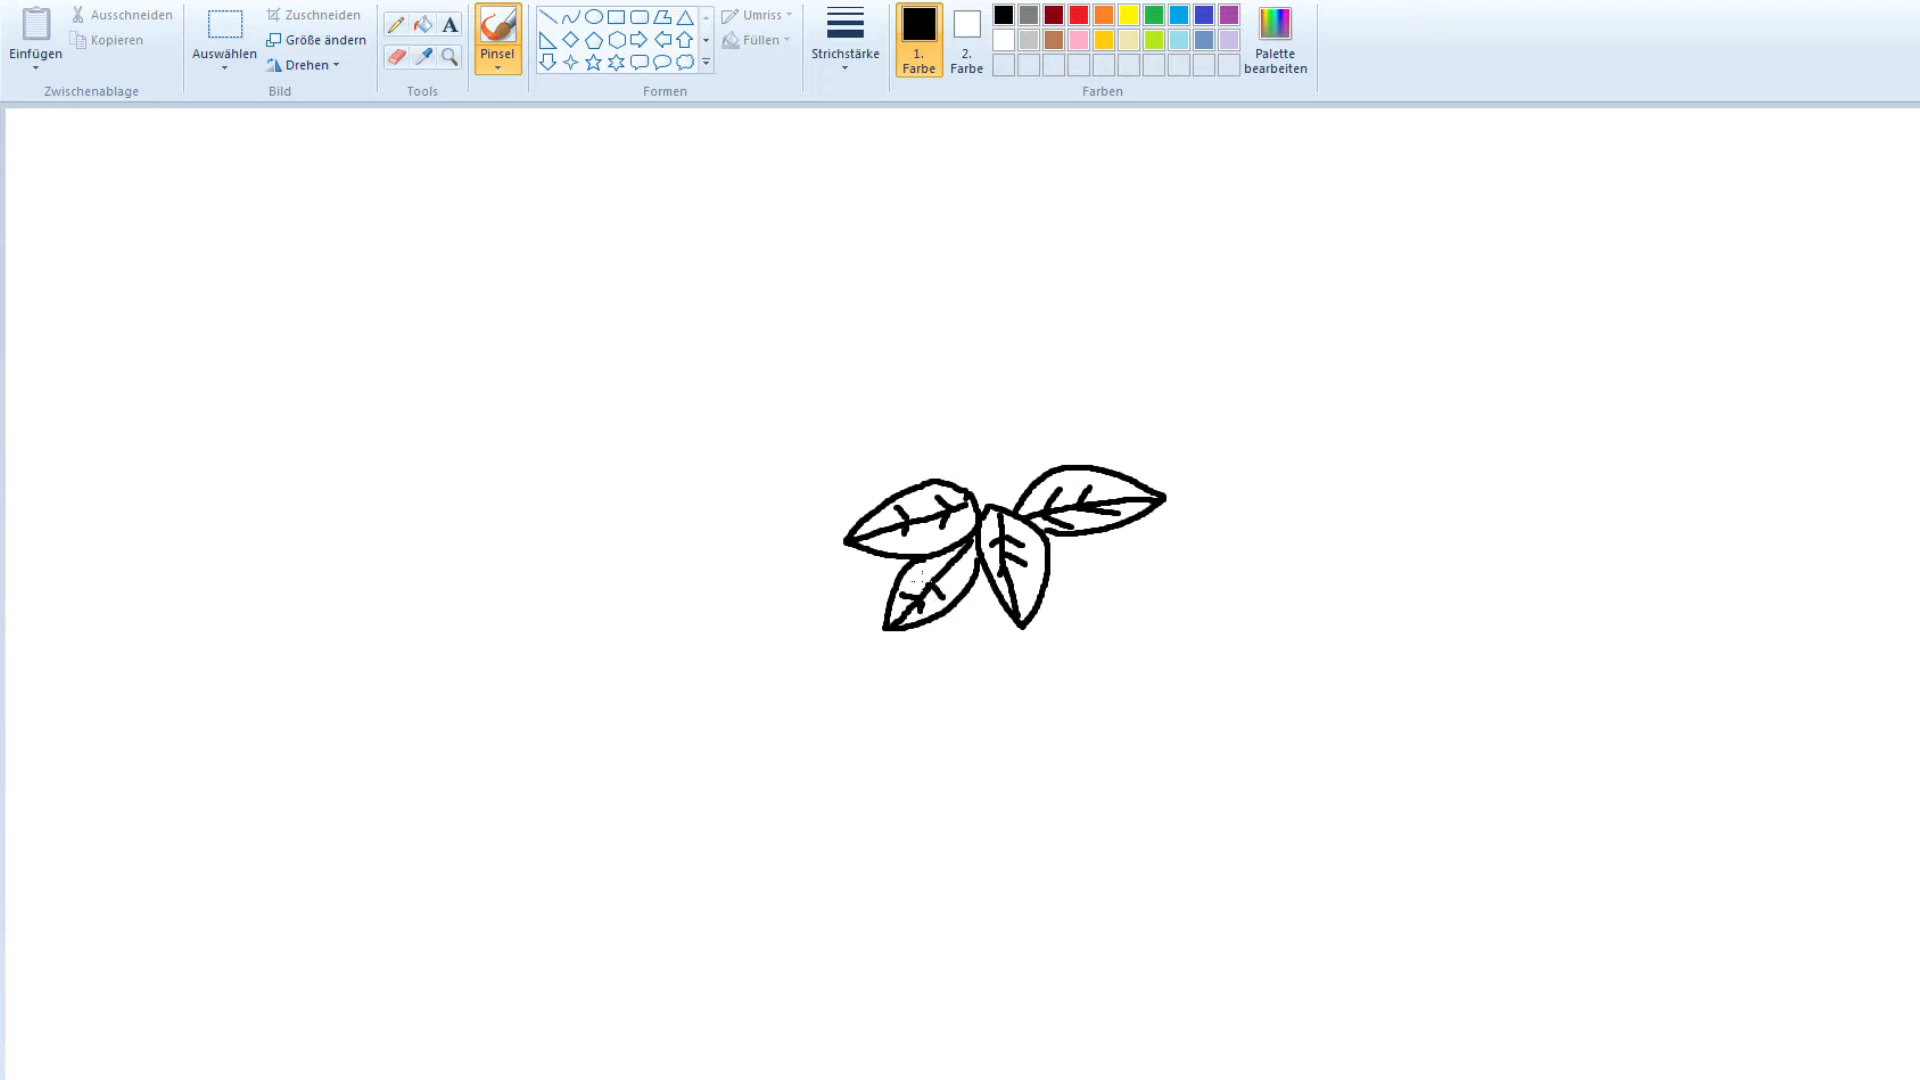 Einfügen
Ausschneiden
Kopieren
Zwischenablage
Auswählen
Zuschneiden
Größe ändern
Drehen
Bild
A
Tools
Pinsel
Formen
Umriss
Füllen
Strichstärke
1.
Farbe
2.
Farbe
Palette
bearbeiten
Farben